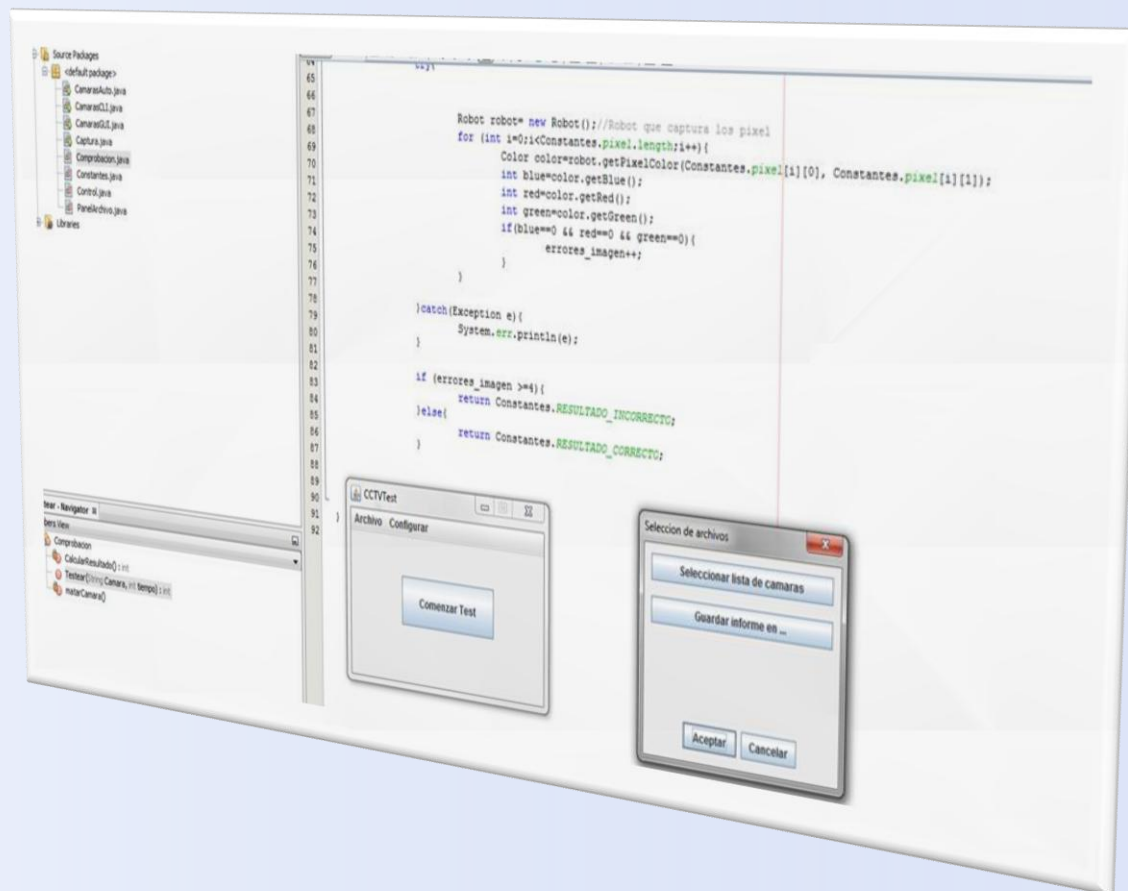 Source Packages
<default package>
CamarasAuto.java
CamarasCLI.java
CamarasGUI.java
Captura.java
Comprobacion.java
Constantes.java
Control.java
PanelArchivo.java
Libraries
64
65
66
67
68
69
70
71
72
73
74
75
76
77
78
79
80
81
82
83
84
85
86
87
88
89
90
91
92
Robot robot= new Robot();//Robot que captura los pixel
for (int i=0;i<Constantes.pixel.length;i++){
Color color=robot.getPixelColor(Constantes.pixel[i][0], Constantes.pixel[i][1]);
int blue=color.getBlue();
int red=color.getRed();
int green=color.getGreen();
if(blue==0 && red==0 && green==0){
errores_imagen++;
}
}
}catch(Exception e){
System.err.println(e);
}
if (errores_imagen >=4){
return Constantes.RESULTADO_INCORRECTO;
}else{
return Constantes.RESULTADO_CORRECTO;
}
}
tear - Navigator
bers View
Comprobacion
CalcularResultado() : int
Testear(String Camara, int tiempo) : int
matarCamara()
CCTVTest
Archivo Configurar
Comenzar Test
Seleccion de archivos
Seleccionar lista de camaras
Guardar informe en ...
Aceptar Cancelar